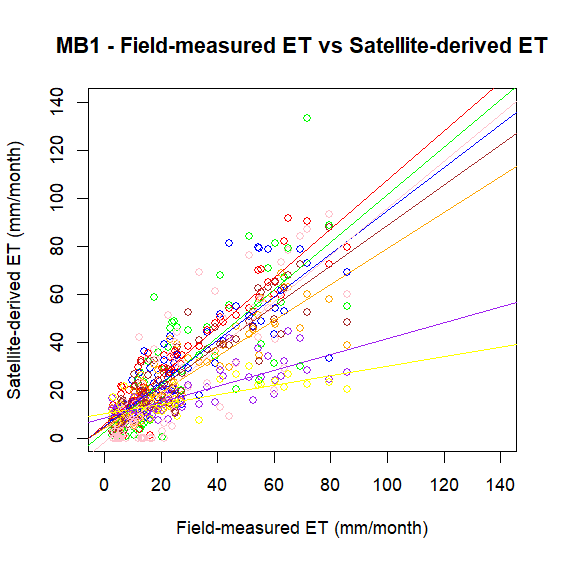 MB1 - Field-measured ET vs Satellite-derived ET
Satellite-derived ET (mm/month)
140
120
100
80
60
40
20
0
0 20 40 60 80 100 120 140
Field-measured ET (mm/month)